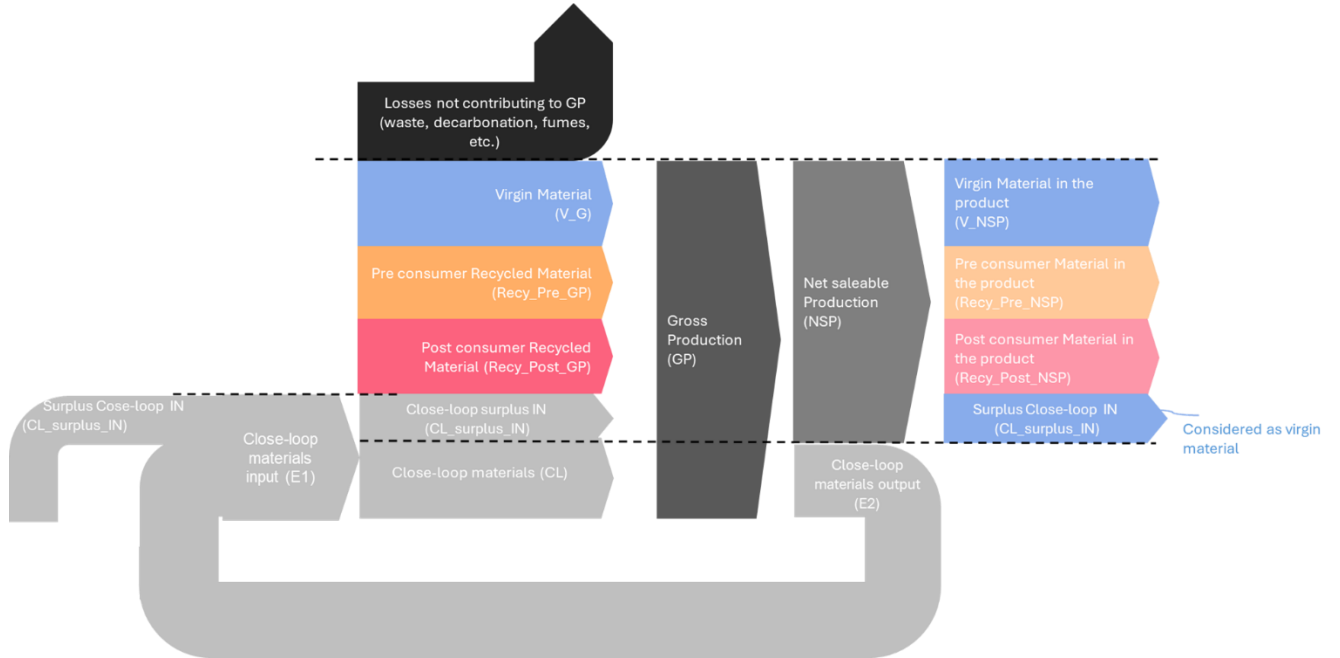 Losses not contributing to GP
(waste, decarbonation, fumes,
etc.)
Virgin Material
(V_G)
Pre consumer Recycled Material
(Recy_Pre_GP)
Post consumer Recycled
Material (Recy_Post_GP)
Surplus Cose-loop IN
(CL_surplus_IN)
Close-loop
materials
input (E1)
Close-loop surplus IN
(CL_surplus_IN)
Close-loop materials (CL)
Gross
Production
(GP)
Net saleable
Production
(NSP)
Close-loop
materials output
(E2)
Virgin Material in the
product
(V_NSP)
Pre consumer Material in
the product
(Recy_Pre_NSP)
Post consumer Material in
the product
(Recy_Post_NSP)
Surplus Close-loop IN
(CL_surplus_IN)
Considered as virgin
material